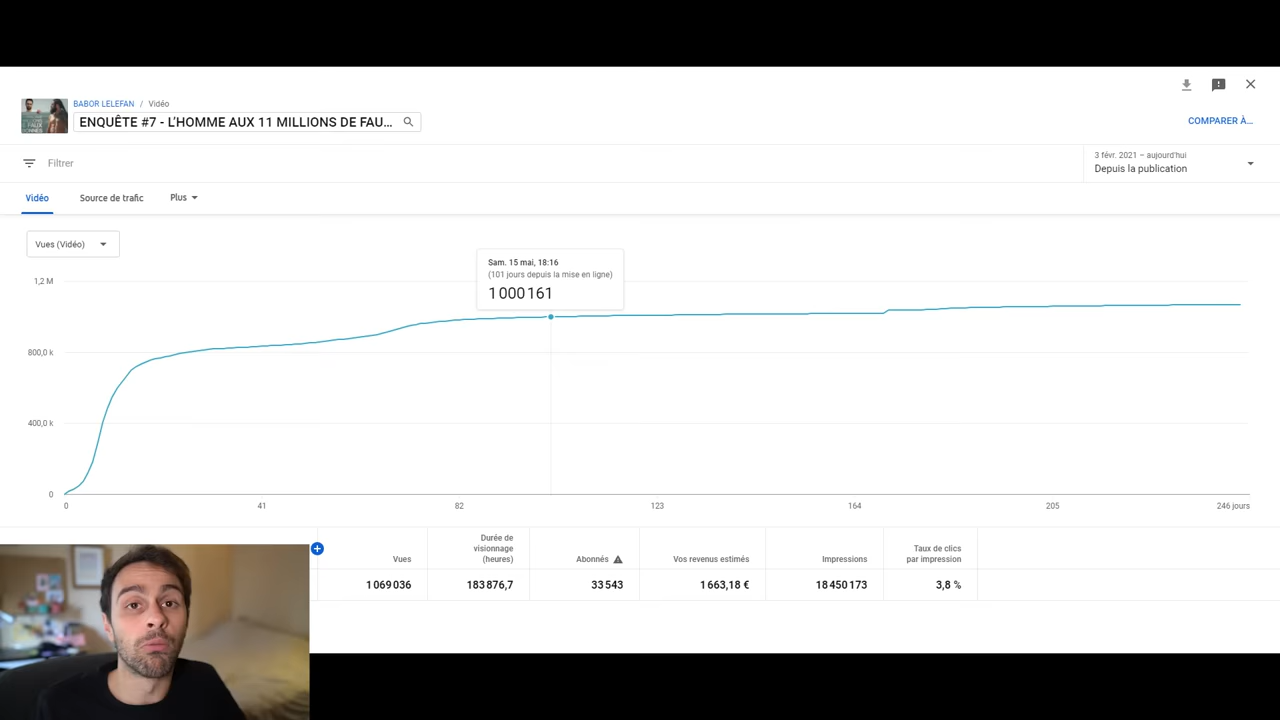 BABOR LELEFAN / Vidéo
ENQUÊTE #7 - L'HOMME AUX 11 MILLIONS DE FAU...
COMPARER À...
Filtrer
3 févr. 2021 – aujourd'hui
Depuis la publication
Vidéo Source de trafic Plus
Vues (Vidéo)
Sam. 15 mai, 18:16
(101 jours depuis la mise en ligne)
1 000 161
1,2 M
800,0 k
400,0 k
0
0 41 82 123 164 205 246 jours
Vues
Durée de
visionnage
(heures)
Abonnés
Vos revenus estimés
Impressions
Taux de clics
par impression
1 069 036 183 876,7 33 543 1 663,18 € 18 450 173 3,8 %